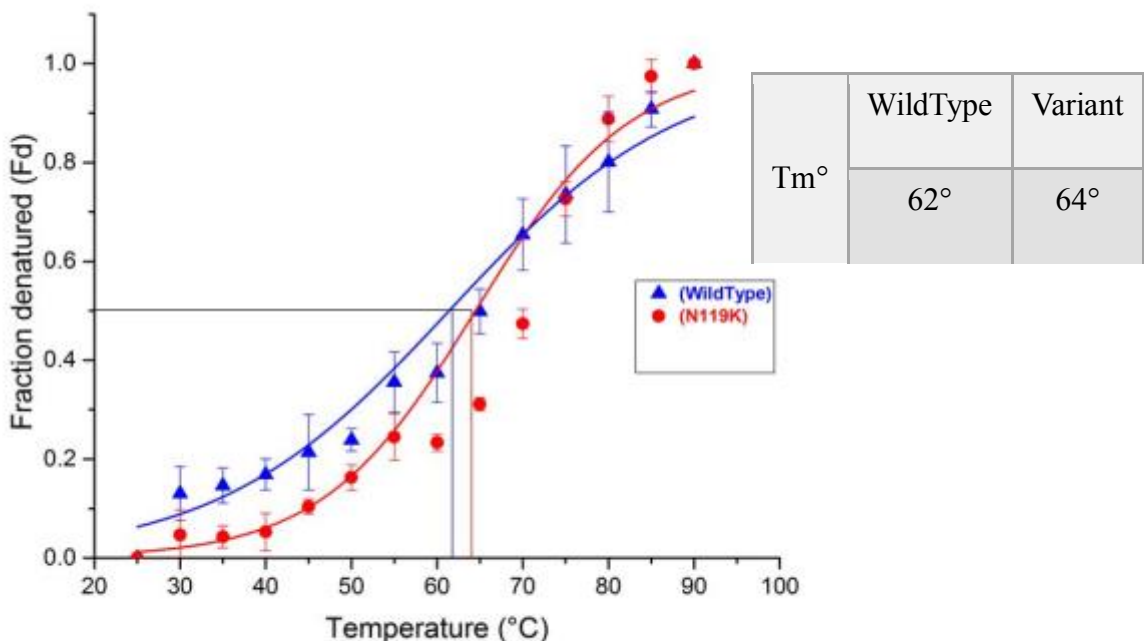 Fraction denatured (Fd)
1.0
0.8
0.6
0.4
0.2
0.0
20 30 40 50 60 70 80 90 100
Temperature (°C)
(WildType)
(N119K)
WildType Variant
Tm°
62° 64°